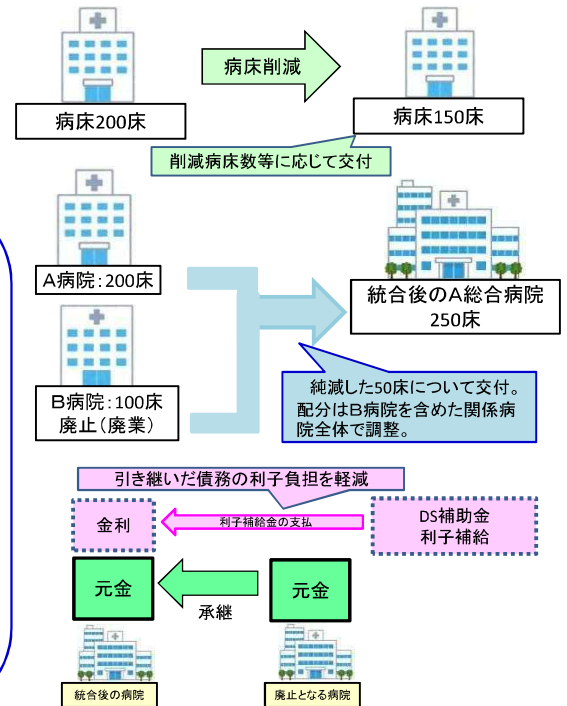 病床削減
病床200床
病床150床
削減病床数等に応じて交付
A病院:200床
B病院:100床
廃止(廃業)
統合後のA総合病院
250床
純減した50床について交付。
配分はB病院を含めた関係病
院全体で調整。
引き継いだ債務の利子負担を軽減
金利
利子補給金の支払
DS補助金
利子補給
元金
承継
元金
統合後の病院
廃止となる病院